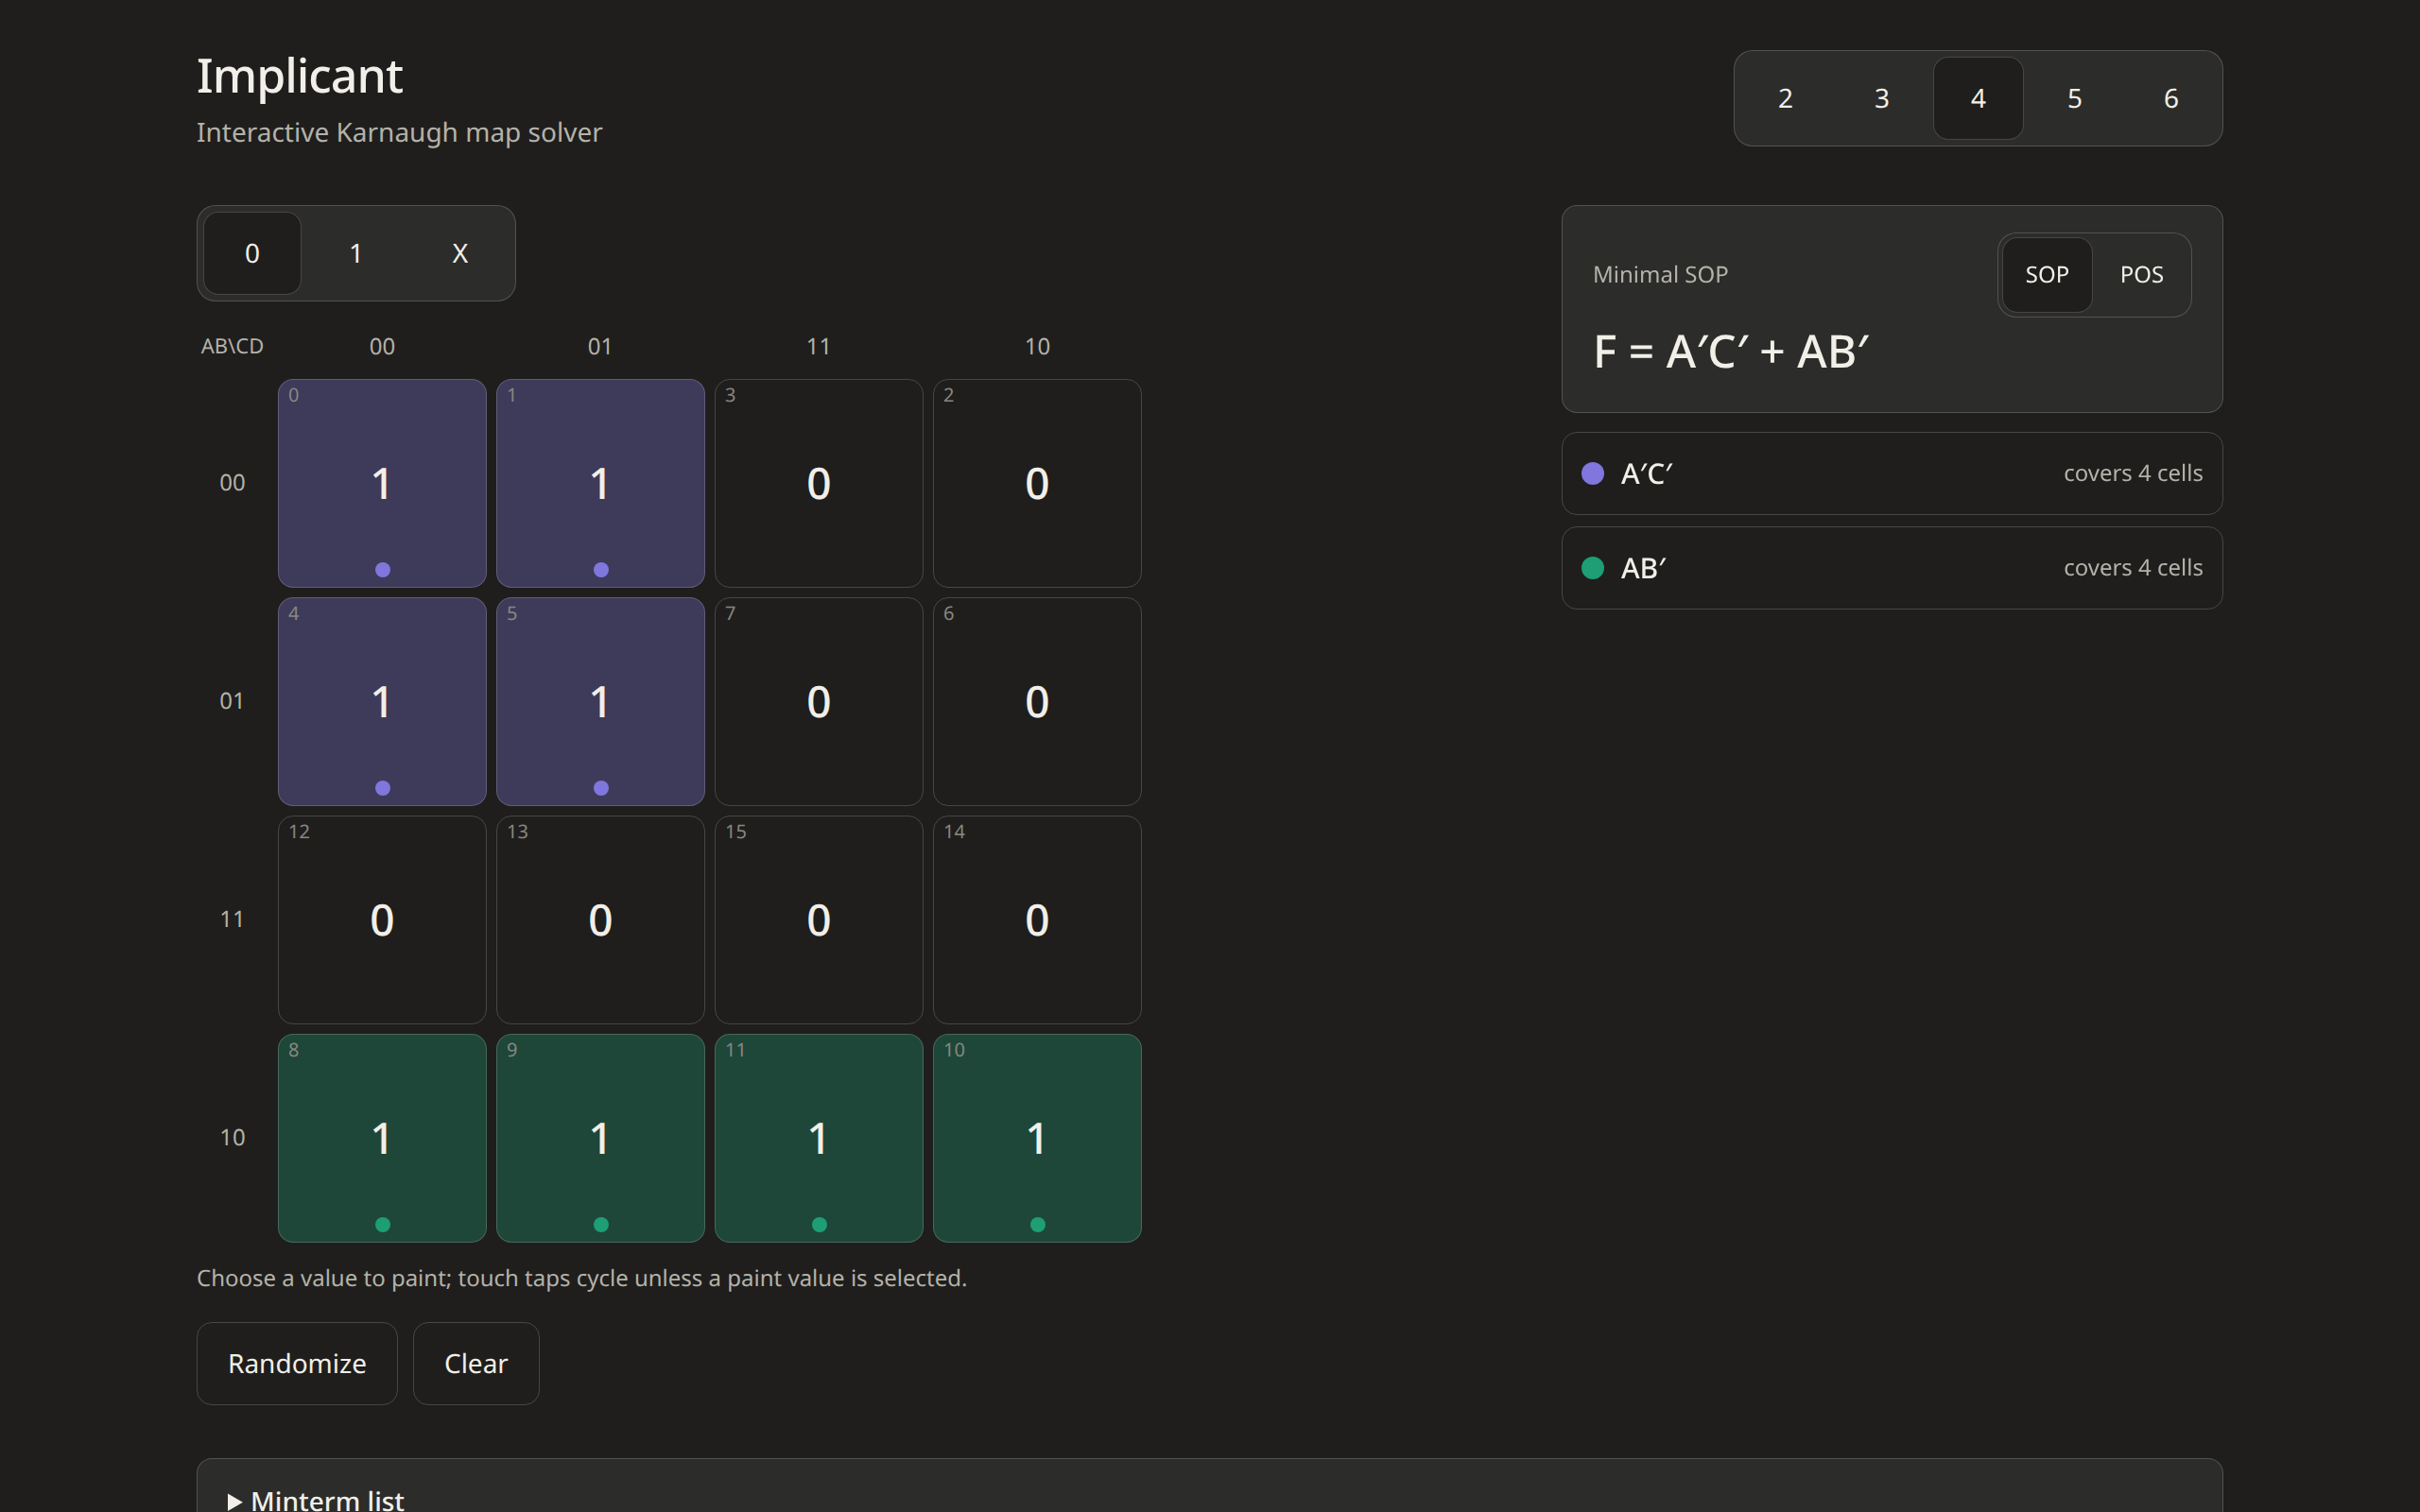 Implicant
Interactive Karnaugh map solver
2 3 4 5 6
0 1 X
Minimal SOP
SOP POS
F = A′C′ + AB′
A′C′ covers 4 cells
AB′ covers 4 cells
AB\CD 00 01 11 10
0 1 3 2
00 1 1 0 0
4 5 7 6
01 1 1 0 0
12 13 15 14
11 0 0 0 0
8 9 11 10
10 1 1 1 1
Choose a value to paint; touch taps cycle unless a paint value is selected.
Randomize Clear
Minterm list